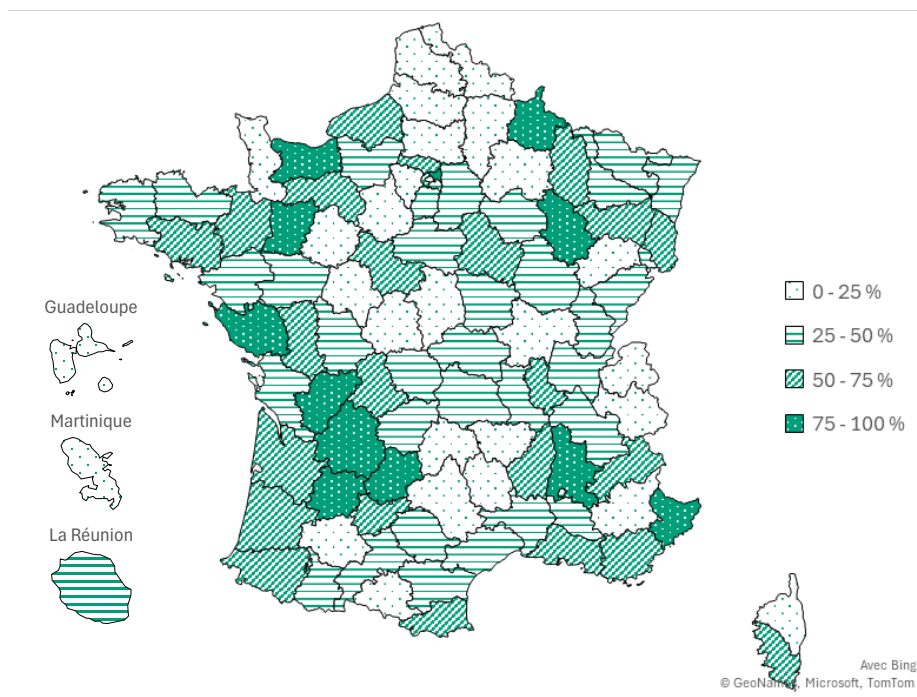 Guadeloupe
Martinique
La Réunion
0 - 25 %
25 - 50 %
50 - 75 %
75 - 100 %
Avec Bing
© GeoNames, Microsoft, TomTom